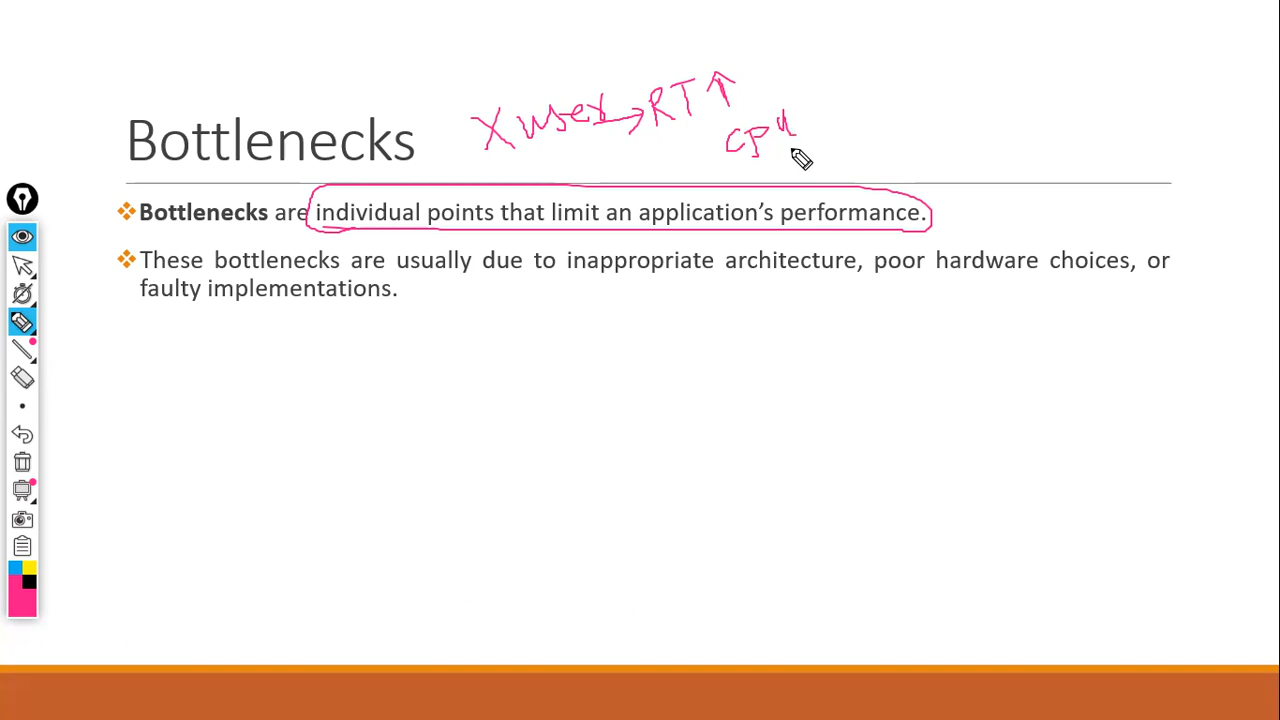 X user → RT ↑
CPU
Bottlenecks
Bottlenecks are individual points that limit an application’s performance.
These bottlenecks are usually due to inappropriate architecture, poor hardware choices, or
faulty implementations.